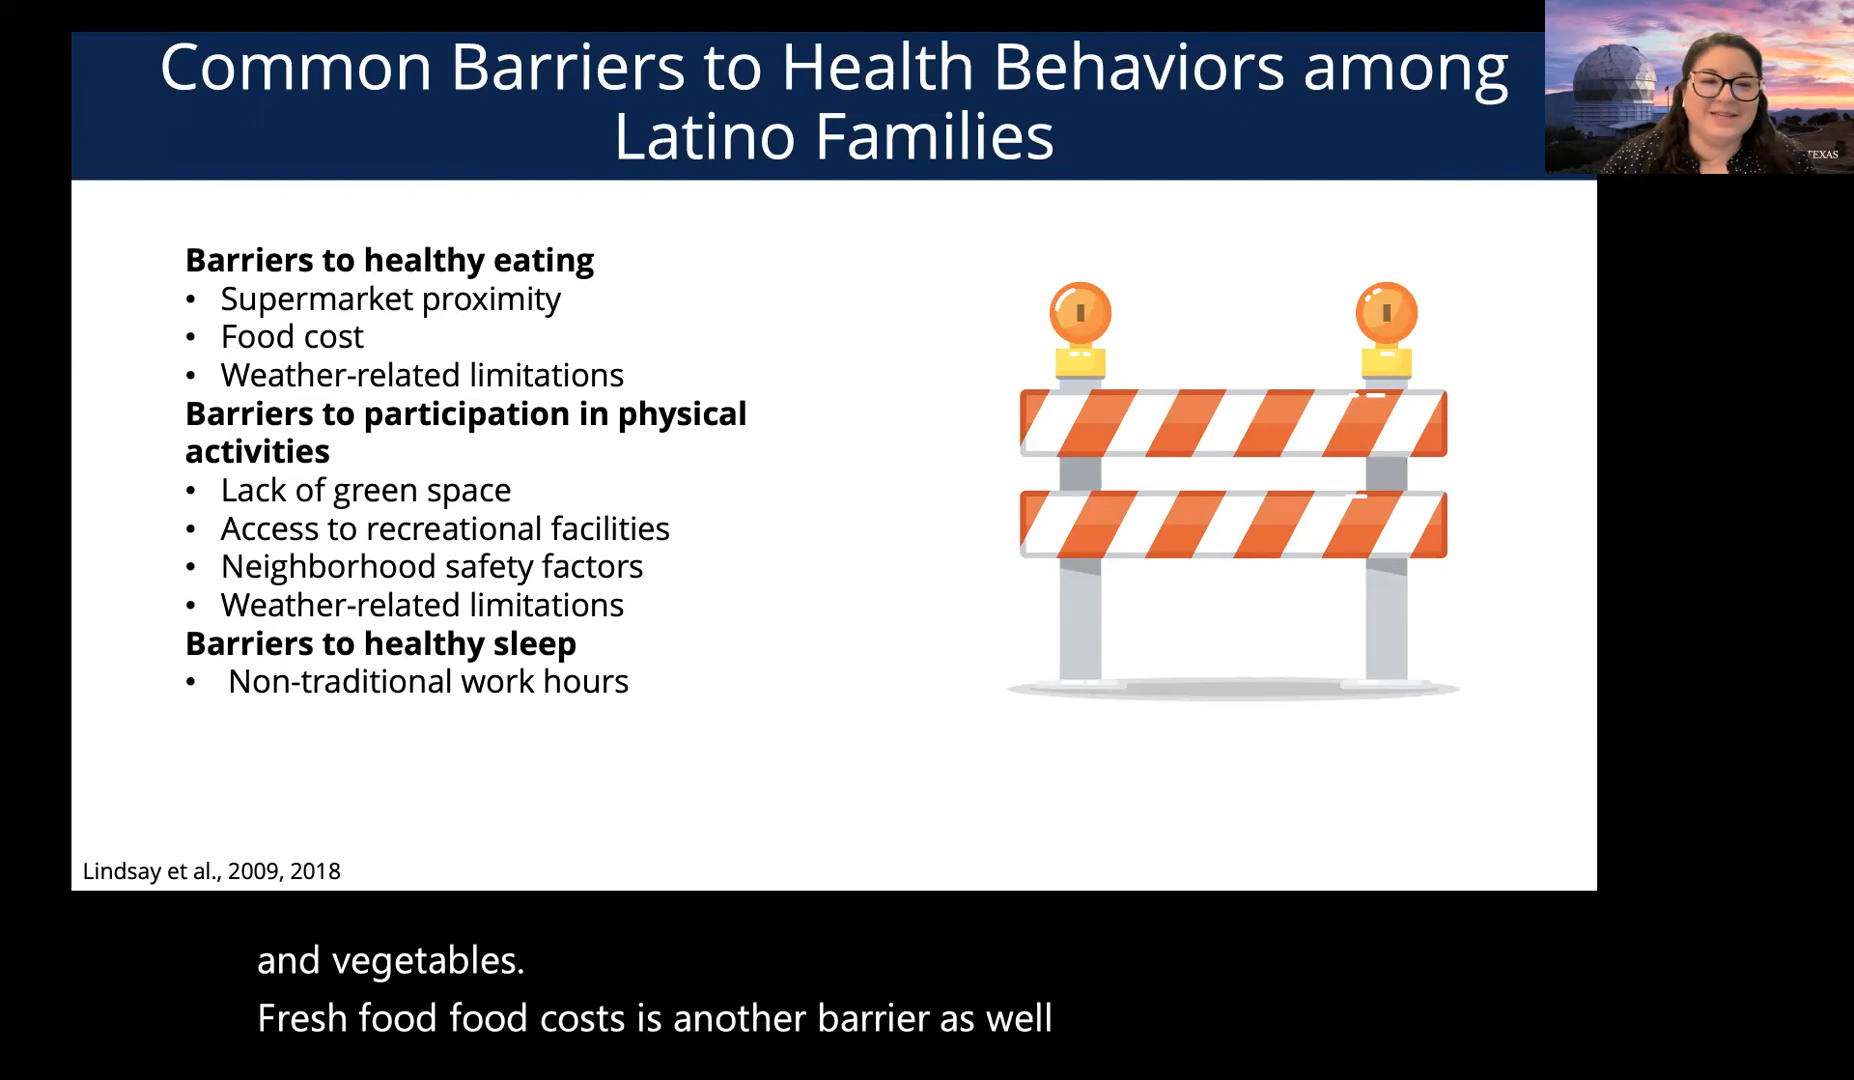 Common Barriers to Health Behaviors among
Latino Families
TEXAS
Barriers to healthy eating
• Supermarket proximity
• Food cost
• Weather-related limitations
Barriers to participation in physical
activities
• Lack of green space
• Access to recreational facilities
• Neighborhood safety factors
• Weather-related limitations
Barriers to healthy sleep
• Non-traditional work hours
Lindsay et al., 2009, 2018
and vegetables.
Fresh food food costs is another barrier as well